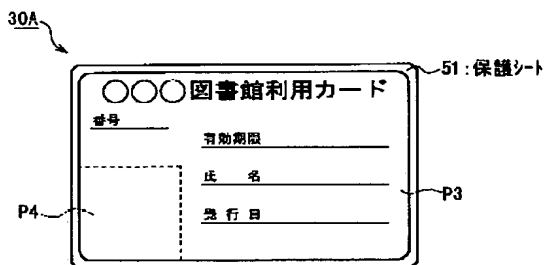 30A
51:保護シート
○○○図書館利用カード
番号
有効期限
氏 名
P3
P4
発行日